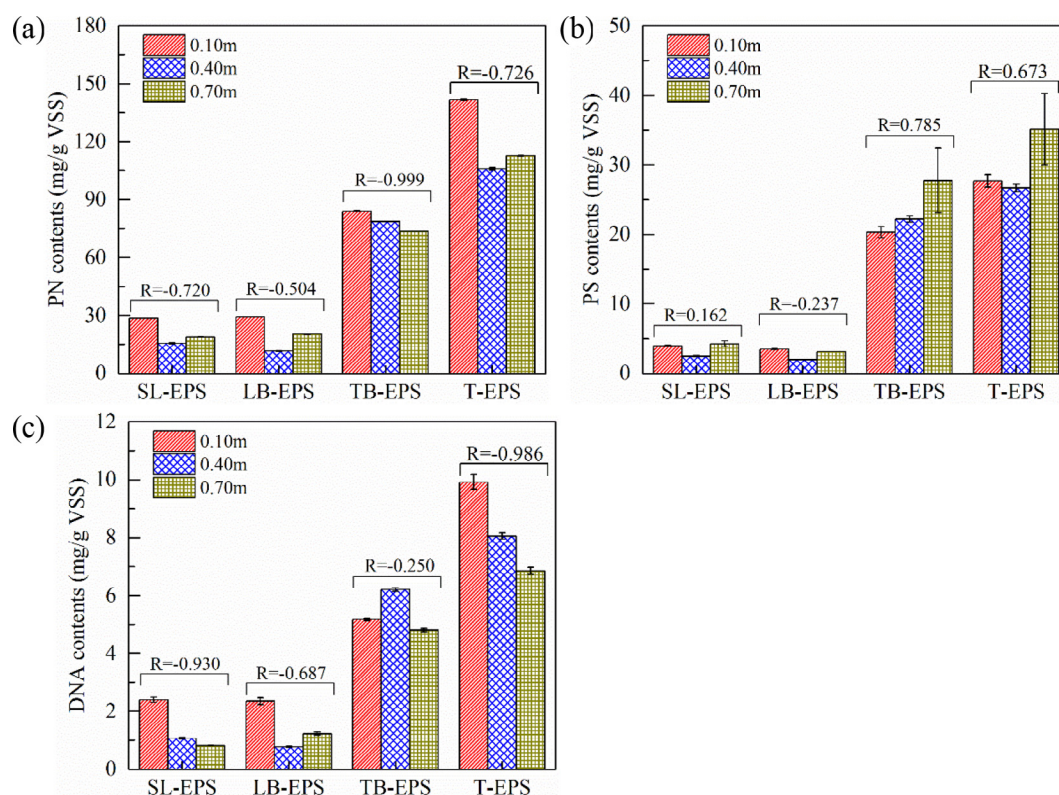 (a)
PN contents (mg/g VSS)
180
150
120
90
60
30
0
0.10m
0.40m
0.70m
R=-0.720
R=-0.504
R=-0.999
R=-0.726
SL-EPS LB-EPS TB-EPS T-EPS
(b)
PS contents (mg/g VSS)
50
40
30
20
10
0
0.10m
0.40m
0.70m
R=0.162
R=-0.237
R=0.785
R=0.673
SL-EPS LB-EPS TB-EPS T-EPS
(c)
DNA contents (mg/g VSS)
12
10
8
6
4
2
0
0.10m
0.40m
0.70m
R=-0.930
R=-0.687
R=-0.250
R=-0.986
SL-EPS LB-EPS TB-EPS T-EPS